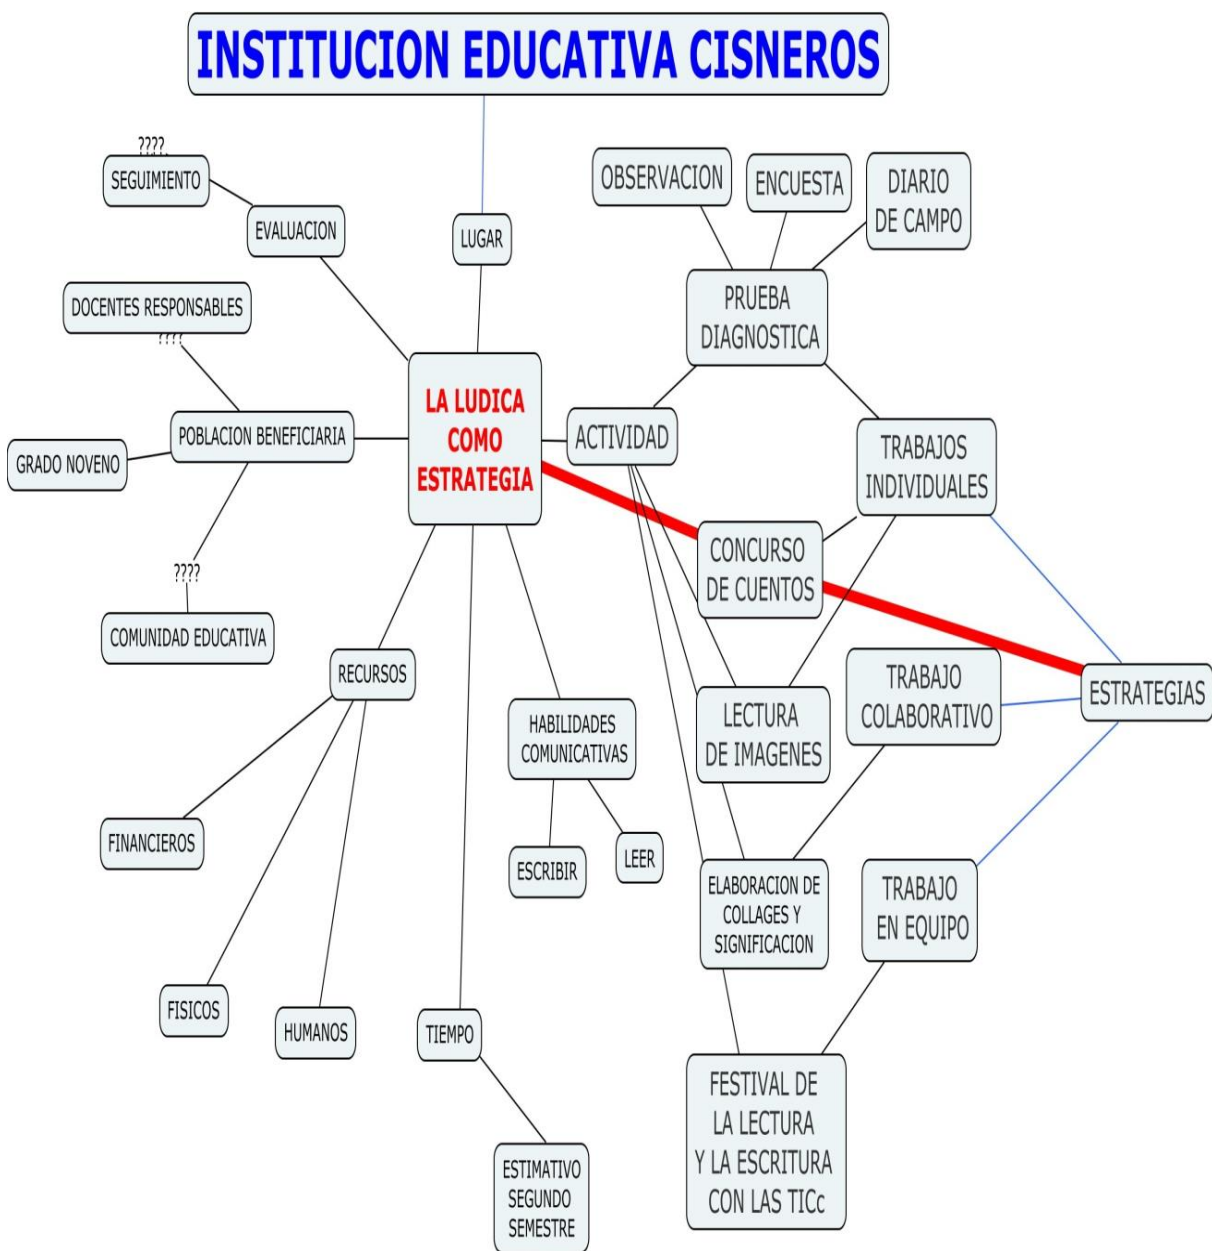 INSTITUCION EDUCATIVA CISNEROS
????
SEGUIMIENTO
EVALUACION
LUGAR
OBSERVACION
ENCUESTA
DIARIO
DE CAMPO
DOCENTES RESPONSABLES
????
PRUEBA
DIAGNOSTICA
POBLACION BENEFICIARIA
GRADO NOVENO
LA LUDICA
COMO
ESTRATEGIA
ACTIVIDAD
TRABAJOS
INDIVIDUALES
CONCURSO
DE CUENTOS
????
COMUNIDAD EDUCATIVA
RECURSOS
HABILIDADES
COMUNICATIVAS
LECTURA
DE IMAGENES
TRABAJO
COLABORATIVO
ESTRATEGIAS
FINANCIEROS
ESCRIBIR
LEER
ELABORACION DE
COLLAGES Y
SIGNIFICACION
TRABAJO
EN EQUIPO
FISICOS
HUMANOS
TIEMPO
FESTIVAL DE
LA LECTURA
Y LA ESCRITURA
CON LAS TICc
ESTIMATIVO
SEGUNDO
SEMESTRE